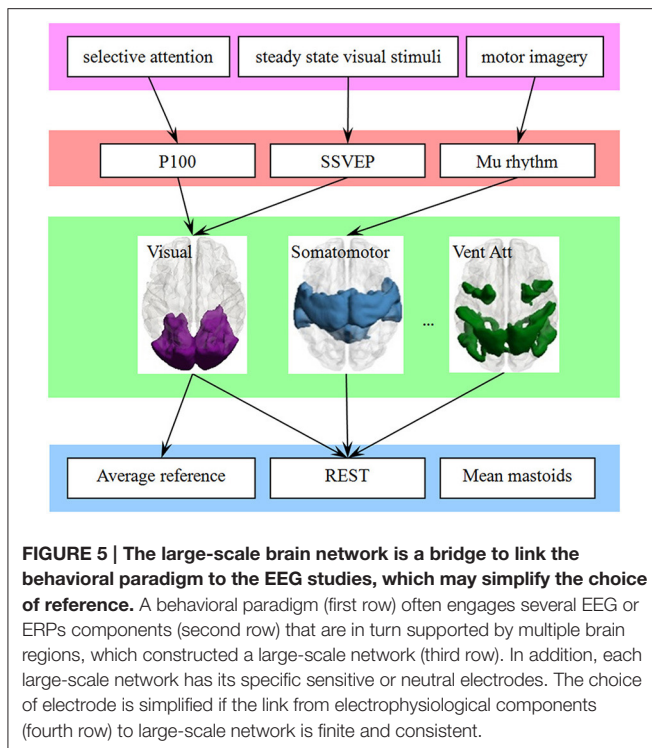 selective attention steady state visual stimuli motor imagery
P100 SSVEP Mu rhythm
Visual Somatomotor Vent Att
...
Average reference REST Mean mastoids
FIGURE 5 | The large-scale brain network is a bridge to link the
behavioral paradigm to the EEG studies, which may simplify the choice
of reference. A behavioral paradigm (first row) often engages several EEG or
ERPs components (second row) that are in turn supported by multiple brain
regions, which constructed a large-scale network (third row). In addition, each
large-scale network has its specific sensitive or neutral electrodes. The choice
of electrode is simplified if the link from electrophysiological components
(fourth row) to large-scale network is finite and consistent.